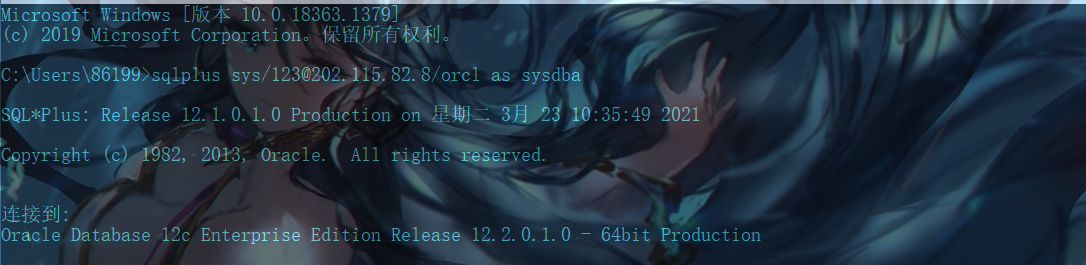 Microsoft Windows [版本 10.0.18363.1379]
(c) 2019 Microsoft Corporation。保留所有权利。
C:\Users\86199>sqlplus sys/123@202.115.82.8/orcl as sysdba
SQL*Plus: Release 12.1.0.1.0 Production on 星期二 3月 23 10:35:49 2021
Copyright (c) 1982, 2013, Oracle.  All rights reserved.
连接到:
Oracle Database 12c Enterprise Edition Release 12.2.0.1.0 - 64bit Production